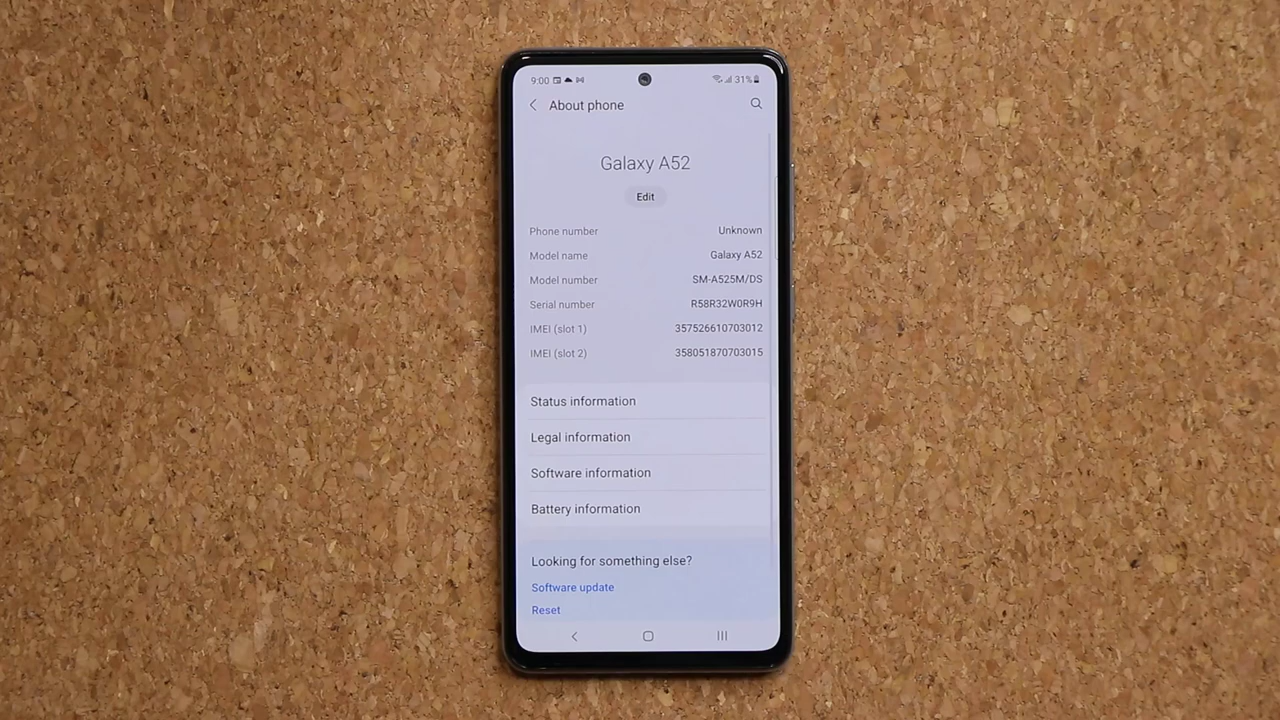 9:00 31%
About phone
Galaxy A52
Edit
Phone number Unknown
Model name Galaxy A52
Model number SM-A525M/DS
Serial number R58R32W0R9H
IMEI (slot 1) 357526610703012
IMEI (slot 2) 358051870703015
Status information
Legal information
Software information
Battery information
Looking for something else?
Software update
Reset